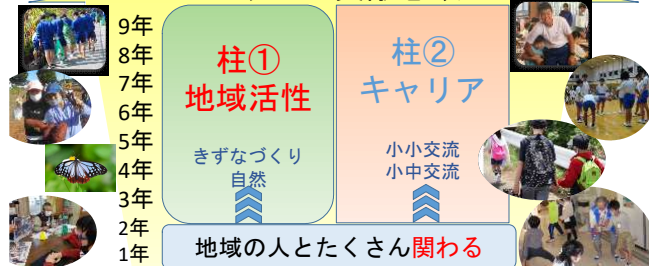 9年
8年
7年
6年
5年
4年
3年
2年
1年
柱①
地域活性
きずなづくり
自然
柱②
キャリア
小小交流
小中交流
地域の人とたくさん関わる